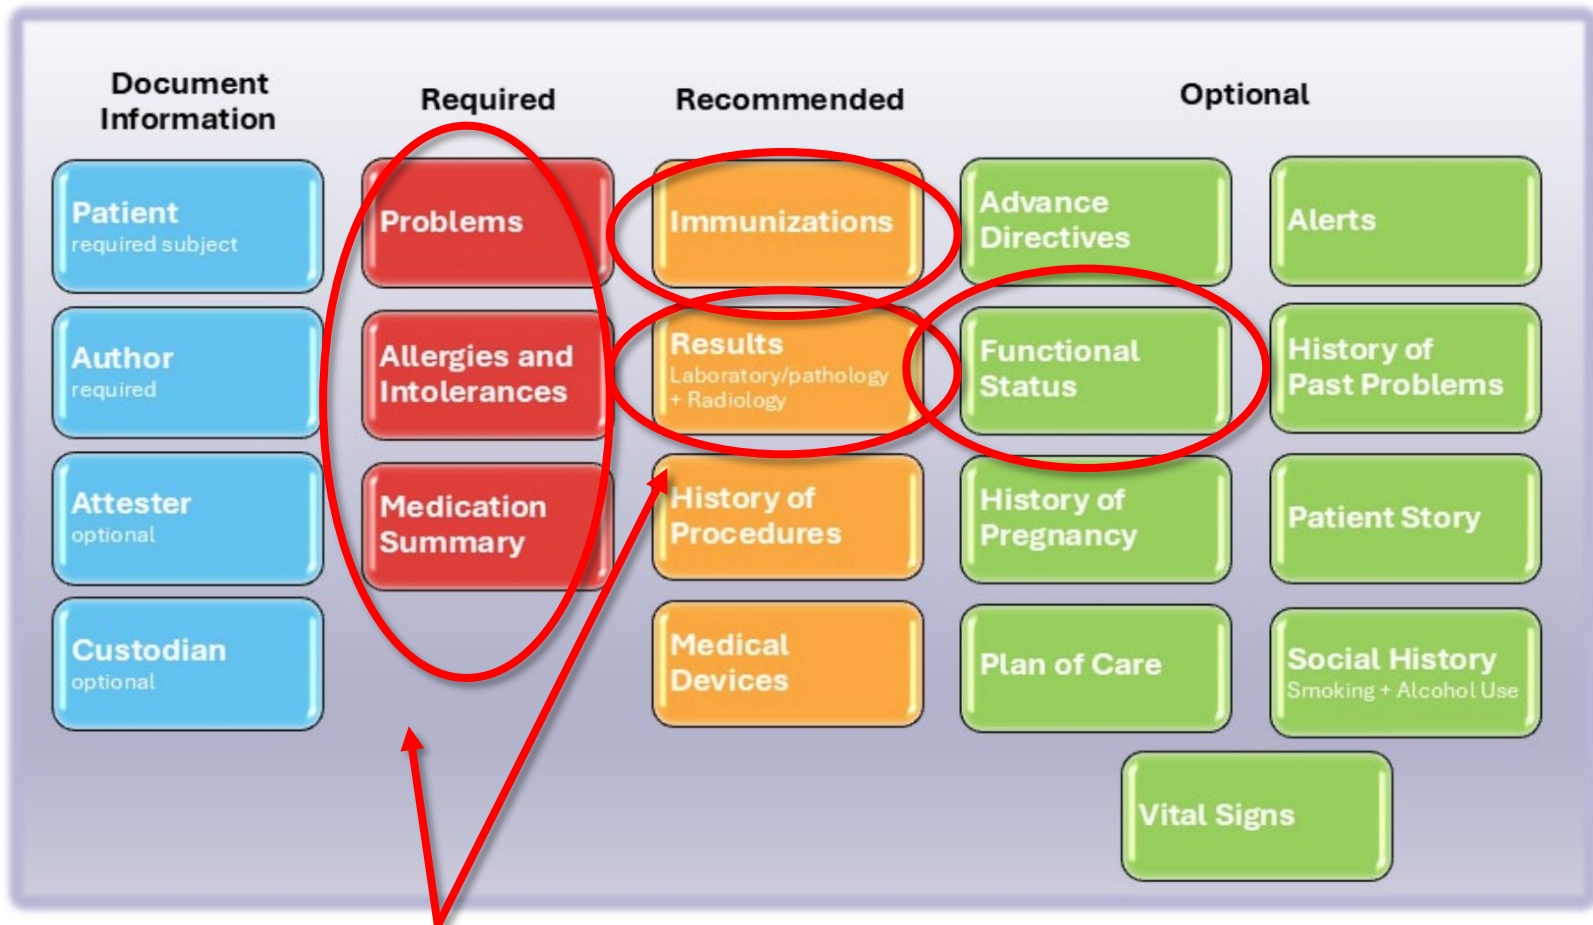 Document
Information
Required
Recommended
Optional
Patient
required subject
Author
required
Attester
optional
Custodian
optional
Problems
Allergies and
Intolerances
Medication
Summary
Immunizations
Results
Laboratory/pathology
+ Radiology
History of
Procedures
Medical
Devices
Advance
Directives
Functional
Status
History of
Pregnancy
Plan of Care
Alerts
History of
Past Problems
Patient Story
Social History
Smoking + Alcohol Use
Vital Signs